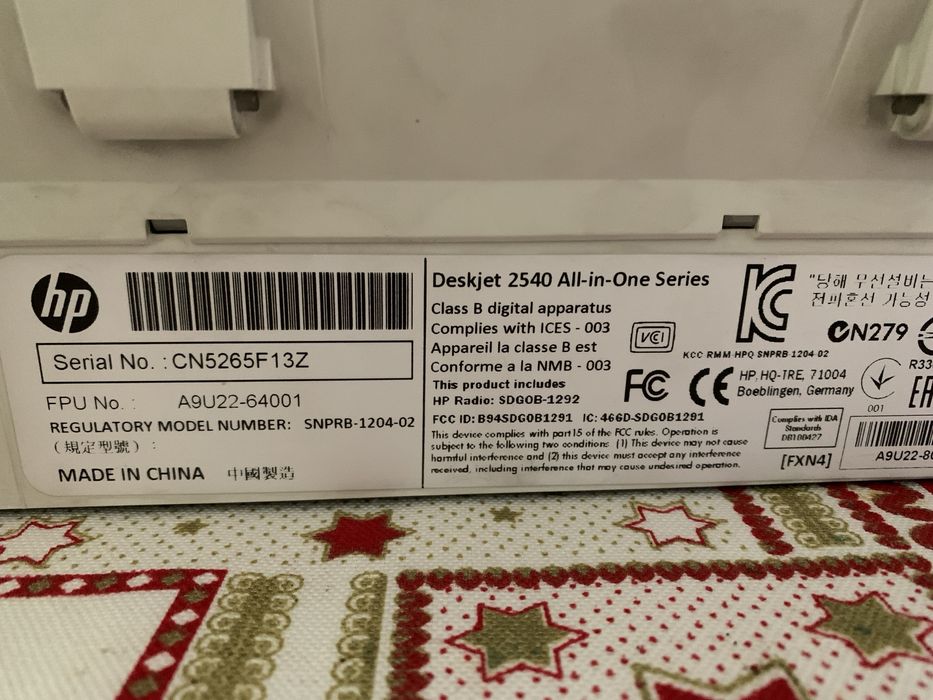 hp
Serial No. : CN5265F13Z
FPU No. : A9U22-64001
REGULATORY MODEL NUMBER: SNPRB-1204-02
(規定型號) :
MADE IN CHINA 中國製造
Deskjet 2540 All-in-One Series
Class B digital apparatus
Complies with ICES - 003
Appareil la classe B est
Conforme a la NMB - 003
This product includes
HP Radio: SDGOB-1292
FCC ID: B94SDG0B1291 IC: 466D-SDG0B1291
This device complies with part 15 of the FCC rules. Operation is
subject to the following two conditions: (1) This device may not cause
harmful interference and (2) this device must accept any interference
received, including interference that may cause undesired operation.
VCI
KC
KCC RMM HPQ SNPRB 1204 02
FC
CE
HP, HQ-TRE, 71004
Boeblingen, Germany
"당해 무선설비는
전파혼선 가능성
N279
001
Complies with IDA
Standards
DB100427
[FXN4]